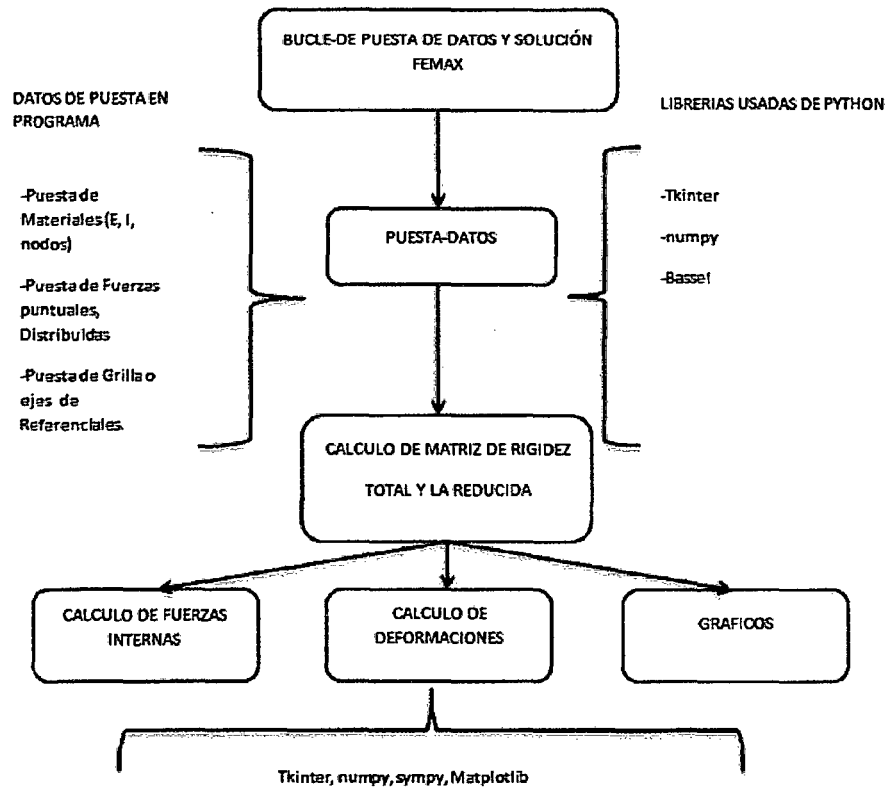 BUCLE-DE PUESTA DE DATOS Y SOLUCIÓN
FEMAX
DATOS DE PUESTA EN
PROGRAMA
LIBRERIAS USADAS DE PYTHON
-Puesta de
Materiales (E, I,
nodos)
-Puesta de Fuerzas
puntuales,
Distribuidas
-Puesta de Grilla o
ejes de
Referenciales.
PUESTA-DATOS
-Tkinter
-numpy
-Bassef
CALCULO DE MATRIZ DE RIGIDEZ
TOTAL Y LA REDUCIDA
CALCULO DE FUERZAS
INTERNAS
CALCULO DE
DEFORMACIONES
GRAFICOS
Tkinter, numpy, sympy, Matplotlib